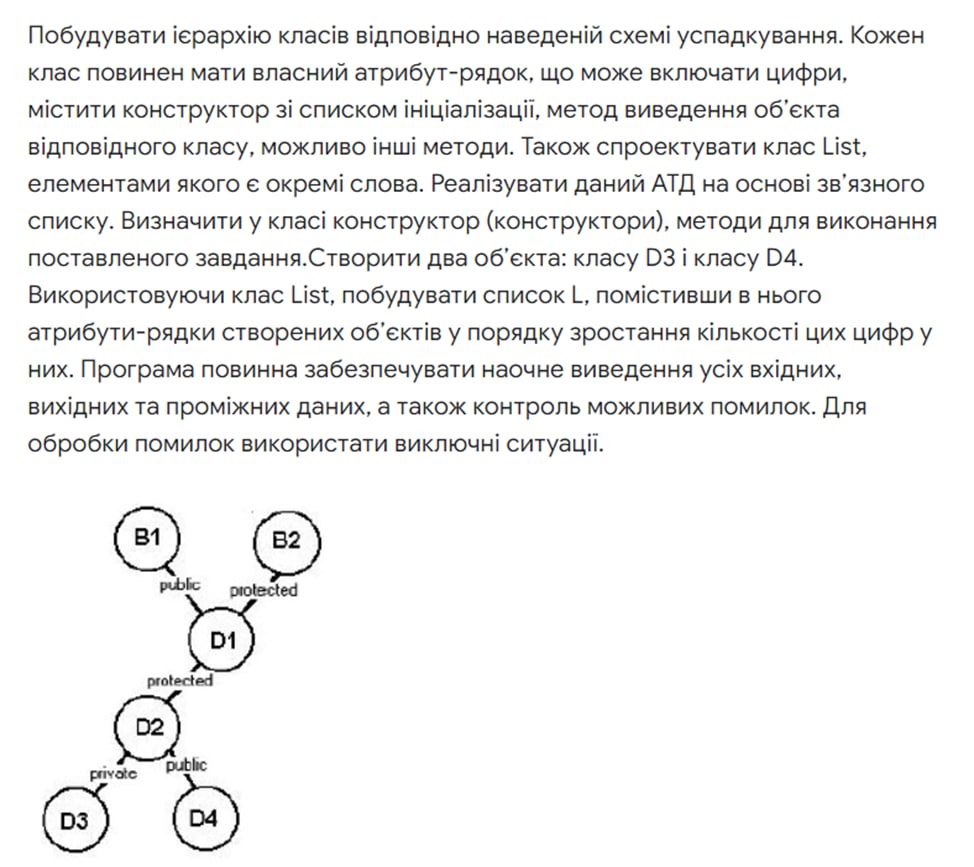 Побудувати ієрархію класів відповідно наведеній схемі успадкування. Кожен
клас повинен мати власний атрибут-рядок, що може включати цифри,
містити конструктор зі списком ініціалізації, метод виведення об’єкта
відповідного класу, можливо інші методи. Також спроектувати клас List,
елементами якого є окремі слова. Реалізувати даний АТД на основі зв’язного
списку. Визначити у класі конструктор (конструктори), методи для виконання
поставленого завдання.Створити два об’єкта: класу D3 і класу D4.
Використовуючи клас List, побудувати список L, помістивши в нього
атрибути-рядки створених об’єктів у порядку зростання кількості цих цифр у
них. Програма повинна забезпечувати наочне виведення усіх вхідних,
вихідних та проміжних даних, а також контроль можливих помилок. Для
обробки помилок використати виключні ситуації.
B1 B2
public protected
D1
protected
D2
private public
D3 D4